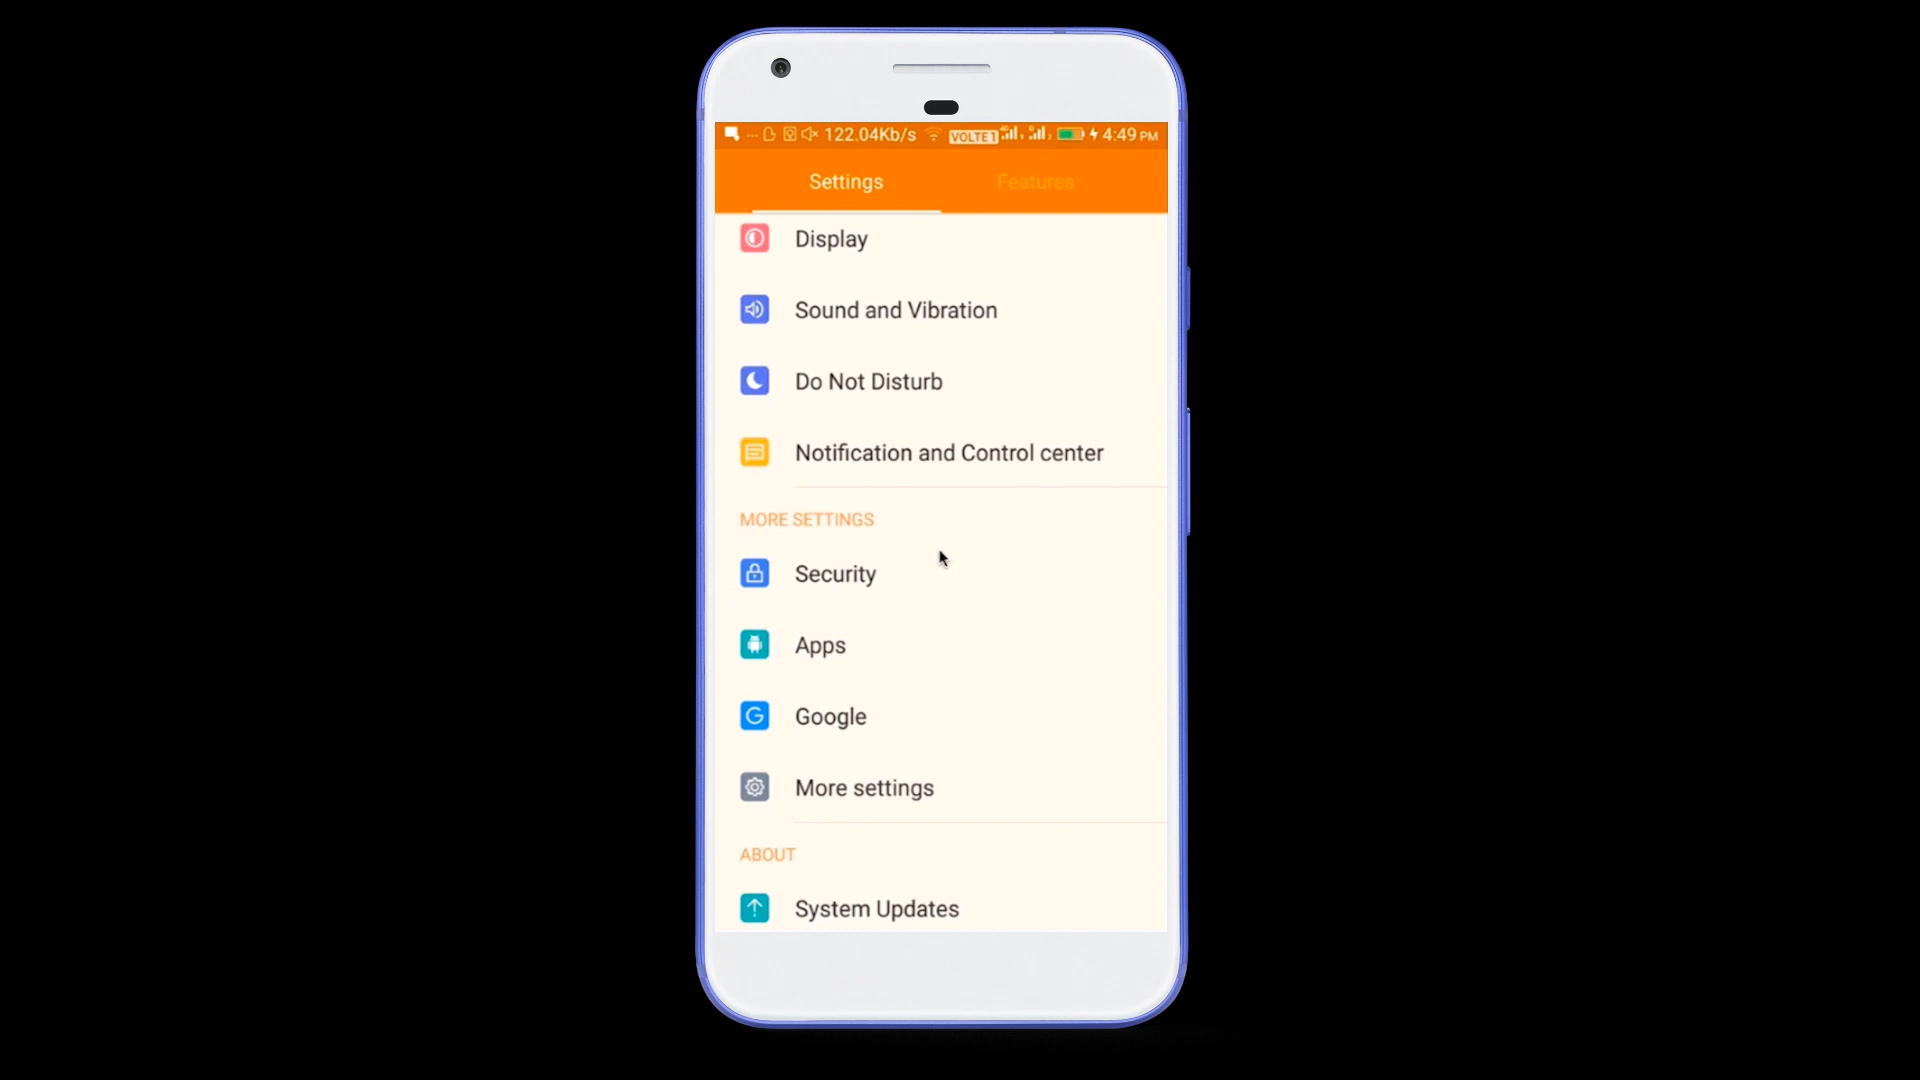 ... 122.04Kb/s VOLTE 1 4:49 PM
Settings Features
Display
Sound and Vibration
Do Not Disturb
Notification and Control center
MORE SETTINGS
Security
Apps
Google
More settings
ABOUT
System Updates